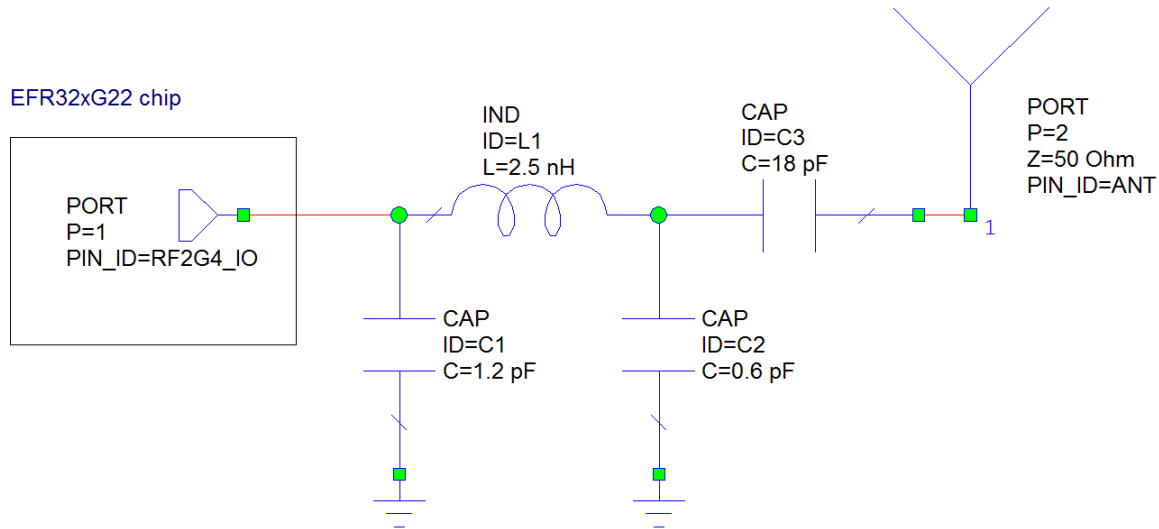 EFR32xG22 chip
PORT
P=1
PIN_ID=RF2G4_IO
IND
ID=L1
L=2.5 nH
CAP
ID=C3
C=18 pF
PORT
P=2
Z=50 Ohm
PIN_ID=ANT
1
CAP
ID=C1
C=1.2 pF
CAP
ID=C2
C=0.6 pF